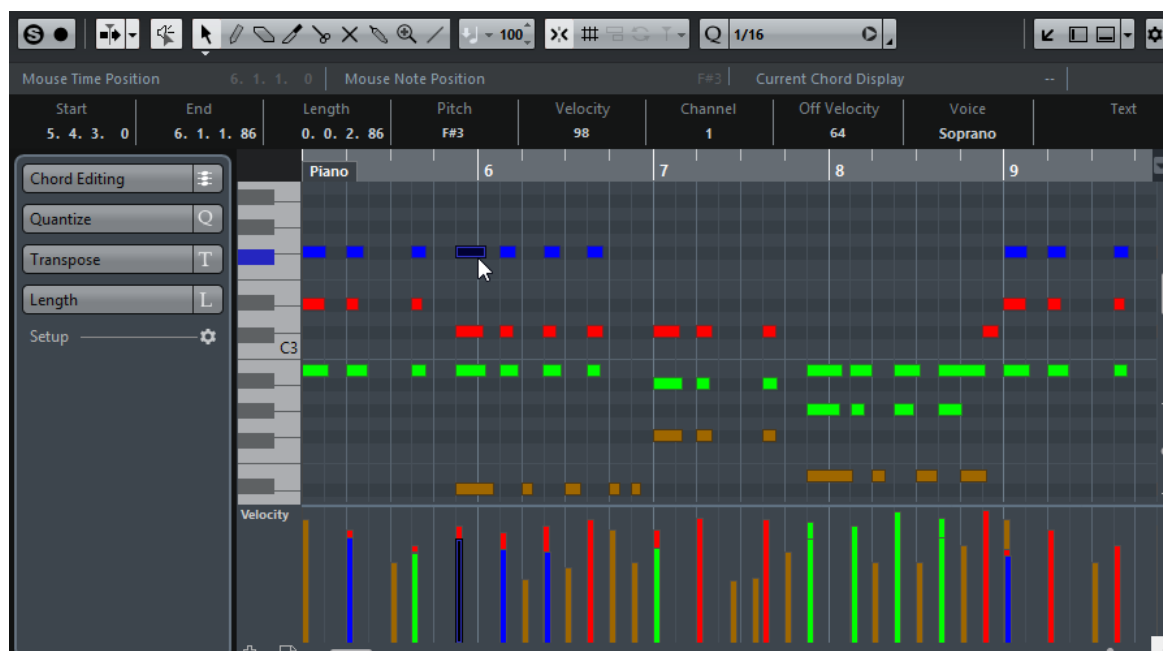 S 100 Q 1/16
Mouse Time Position 6. 1. 1. 0 Mouse Note Position F#3 Current Chord Display --
Start End Length Pitch Velocity Channel Off Velocity Voice Text
5. 4. 3. 0 6. 1. 1. 86 0. 0. 2. 86 F#3 98 1 64 Soprano
Piano 6 7 8 9
Chord Editing
Quantize Q
Transpose T
Length L
Setup
C3
Velocity